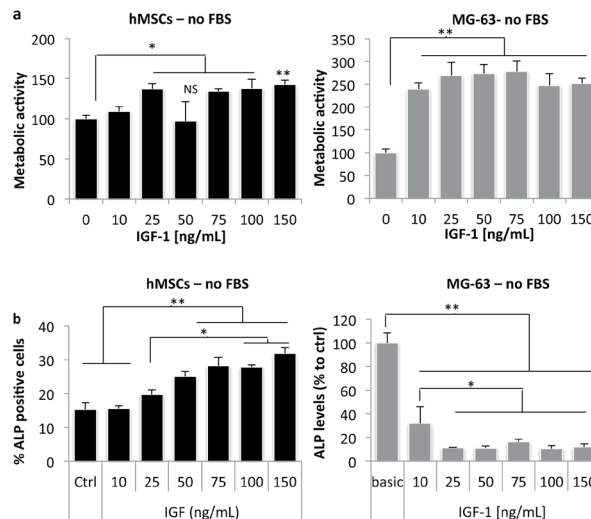 a
hMSCs – no FBS
Metabolic activity
200
150
100
50
0
*
NS
**
0 10 25 50 75 100 150
IGF-1 [ng/mL]
MG-63- no FBS
Metabolic activity
350
300
250
200
150
100
50
0
**
0 10 25 50 75 100 150
IGF-1 [ng/mL]
b
hMSCs – no FBS
% ALP positive cells
40
30
20
10
0
**
*
Ctrl 10 25 50 75 100 150
IGF (ng/mL)
MG-63 – no FBS
ALP levels (% to ctrl)
120
100
80
60
40
20
0
**
*
basic 10 25 50 75 100 150
IGF-1 [ng/mL]